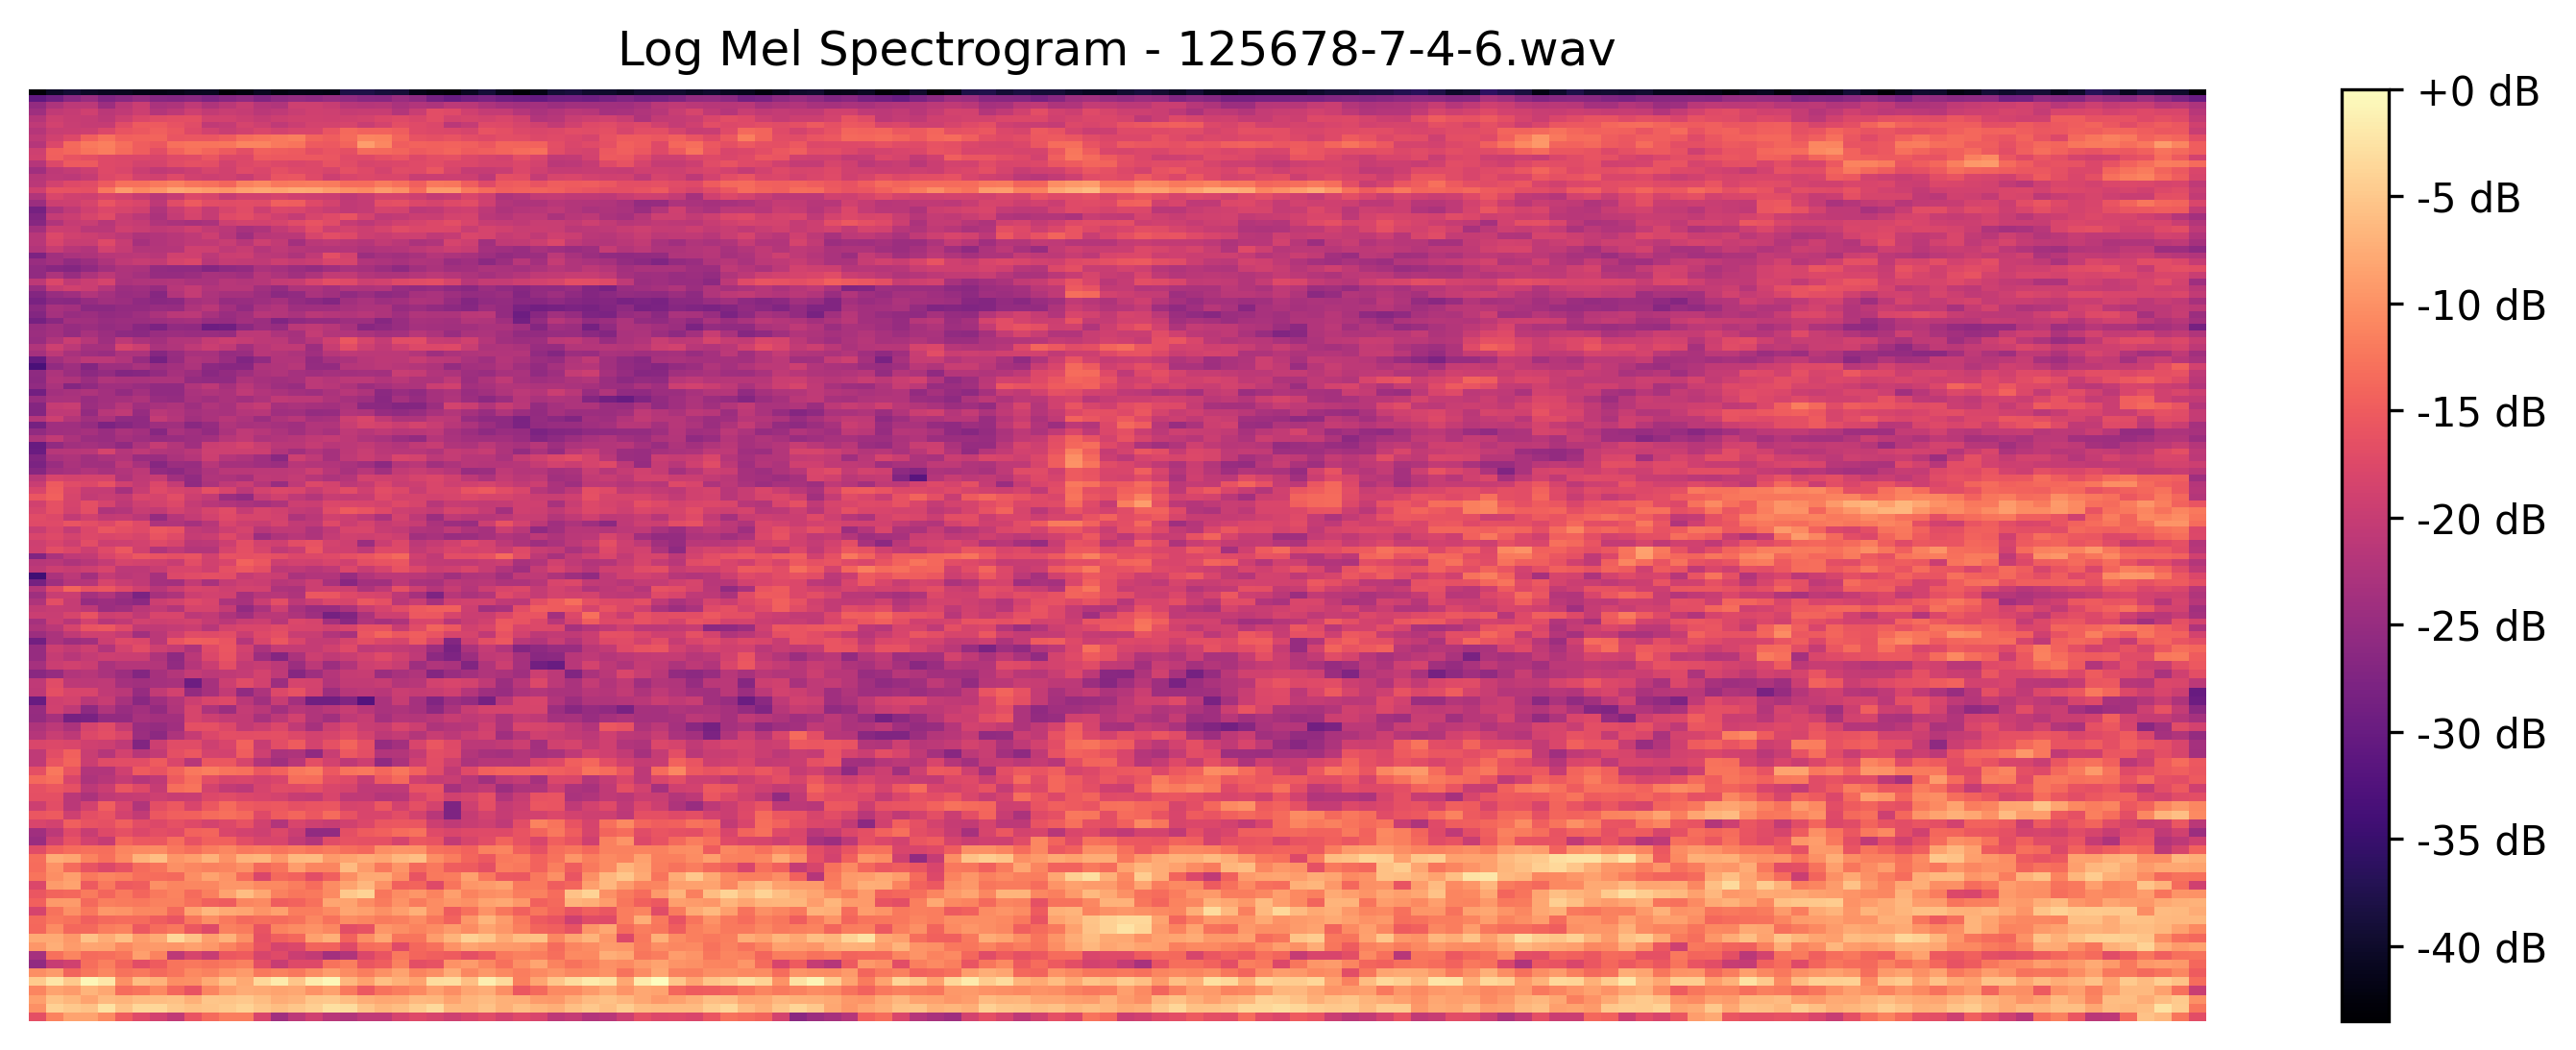 Log Mel Spectrogram - 125678-7-4-6.wav
+0 dB
-5 dB
-10 dB
-15 dB
-20 dB
-25 dB
-30 dB
-35 dB
-40 dB